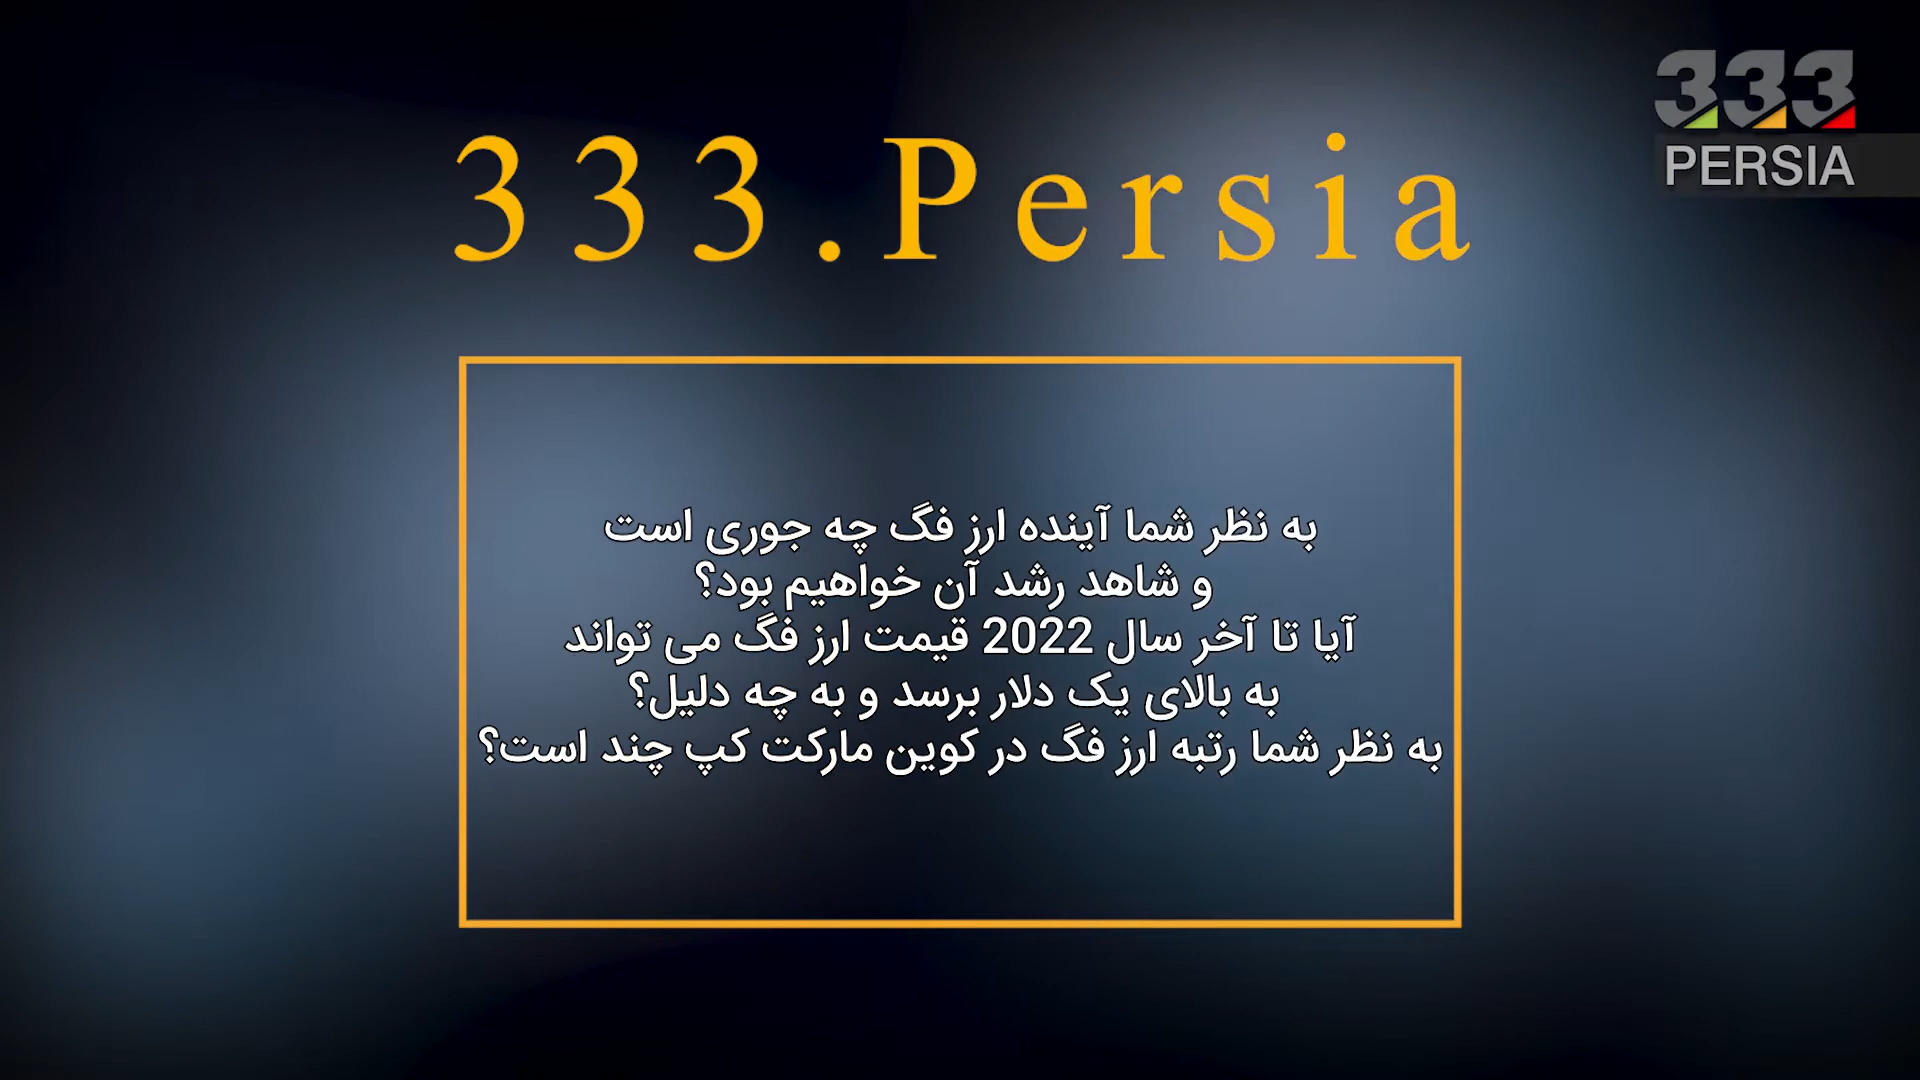 333
PERSIA
333.Persia
به نظر شما آینده ارز فگ چه جوری است
و شاهد رشد آن خواهیم بود؟
آیا تا آخر سال 2022 قیمت ارز فگ می تواند
به بالای یک دلار برسد و به چه دلیل؟
به نظر شما رتبه ارز فگ در کوین مارکت کپ چند است؟